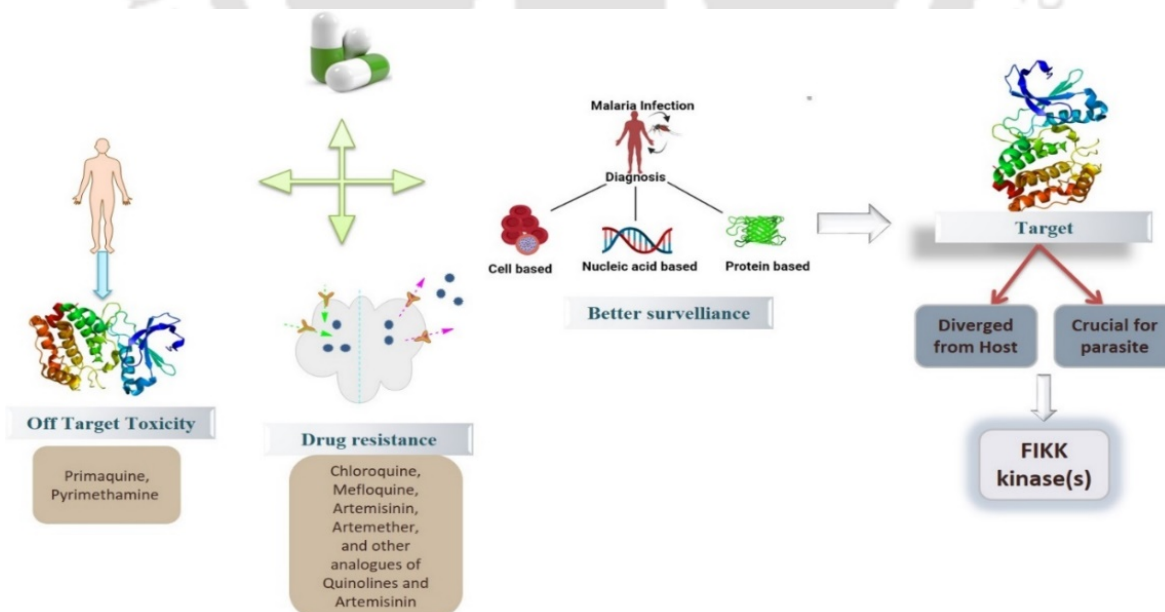 Malaria Infection
Diagnosis
Cell based
Nucleic acid based
Protein based
Better survelliance
Off Target Toxicity
Primaquine,
Pyrimethamine
Drug resistance
Chloroquine,
Mefloquine,
Artemisinin,
Artemether,
and other
analogues of
Quinolines and
Artemisinin
Target
Diverged
from Host
Crucial for
parasite
FIKK
kinase(s)